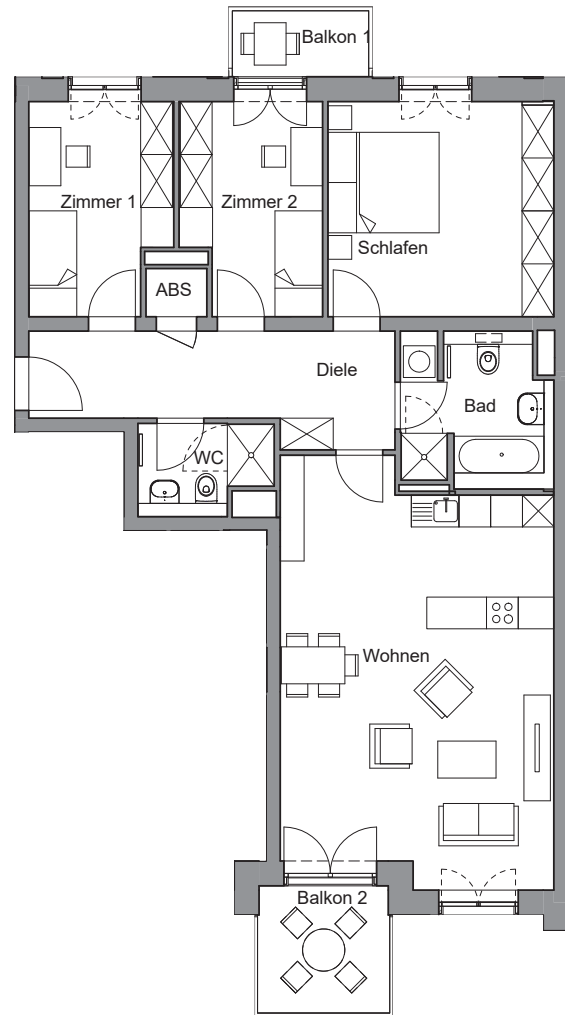 Balkon 1
Zimmer 1
Zimmer 2
Schlafen
ABS
Diele
Bad
WC
Wohnen
Balkon 2